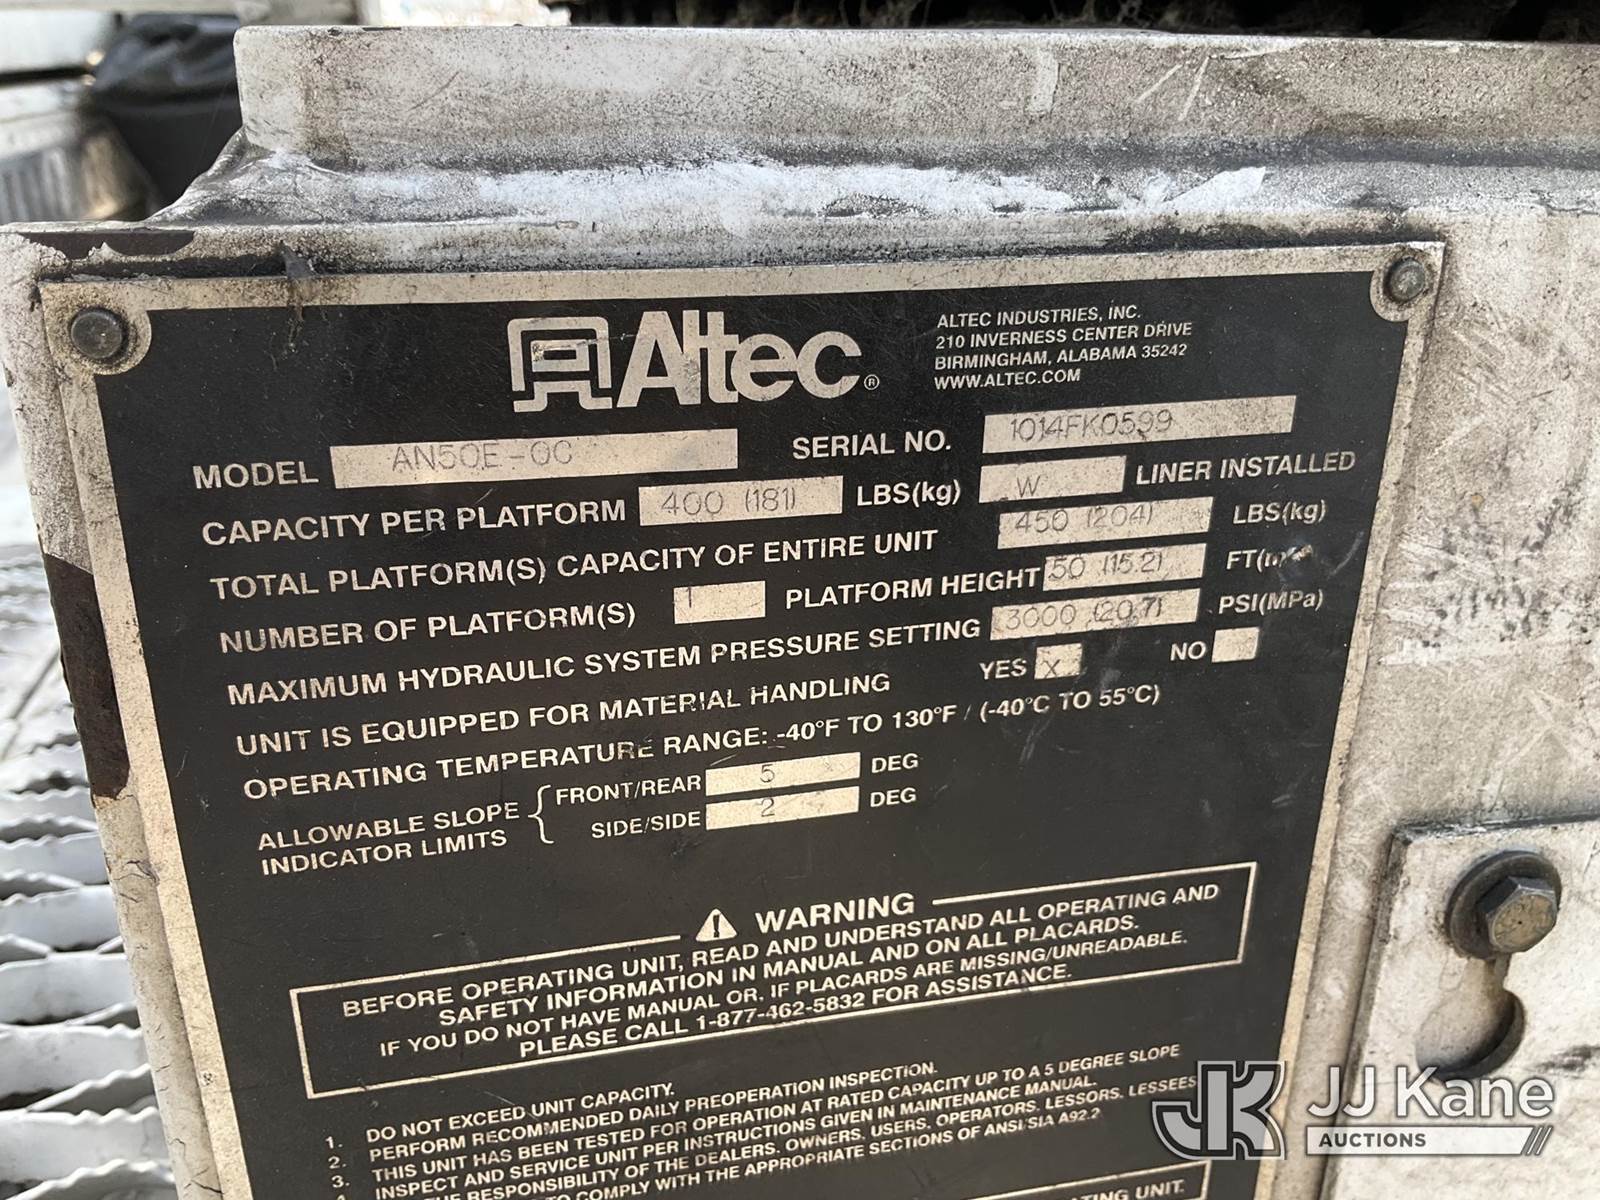 Altec®
ALTEC INDUSTRIES, INC.
210 INVERNESS CENTER DRIVE
BIRMINGHAM, ALABAMA 35242
WWW.ALTEC.COM
MODEL AN50E-OC SERIAL NO. 1014FK0599
CAPACITY PER PLATFORM 400 (181) LBS(kg) W LINER INSTALLED
TOTAL PLATFORM(S) CAPACITY OF ENTIRE UNIT 450 (204) LBS(kg)
NUMBER OF PLATFORM(S) 1 PLATFORM HEIGHT 50 (15.2) FT(m)
MAXIMUM HYDRAULIC SYSTEM PRESSURE SETTING 3000 (20.7) PSI(MPa)
UNIT IS EQUIPPED FOR MATERIAL HANDLING YES X NO
OPERATING TEMPERATURE RANGE: -40°F TO 130°F / (-40°C TO 55°C)
ALLOWABLE SLOPE INDICATOR LIMITS
FRONT/REAR 5 DEG
SIDE/SIDE 2 DEG
WARNING
BEFORE OPERATING UNIT, READ AND UNDERSTAND ALL OPERATING AND
SAFETY INFORMATION IN MANUAL AND ON ALL PLACARDS.
IF YOU DO NOT HAVE MANUAL OR, IF PLACARDS ARE MISSING/UNREADABLE.
PLEASE CALL 1-877-462-5832 FOR ASSISTANCE.
1. DO NOT EXCEED UNIT CAPACITY.
2. PERFORM RECOMMENDED DAILY PREOPERATION INSPECTION.
3. THIS UNIT HAS BEEN TESTED FOR OPERATION AT RATED CAPACITY UP TO A 5 DEGREE SLOPE
INSPECT AND SERVICE UNIT PER INSTRUCTIONS GIVEN IN MAINTENANCE MANUAL.
THE RESPONSIBILITY OF THE DEALERS, OWNERS, USERS, OPERATORS, LESSORS, LESSEES
TO COMPLY WITH THE APPROPRIATE SECTIONS OF ANSI/SIA A92.2
UNIT.
JK JJ Kane
AUCTIONS